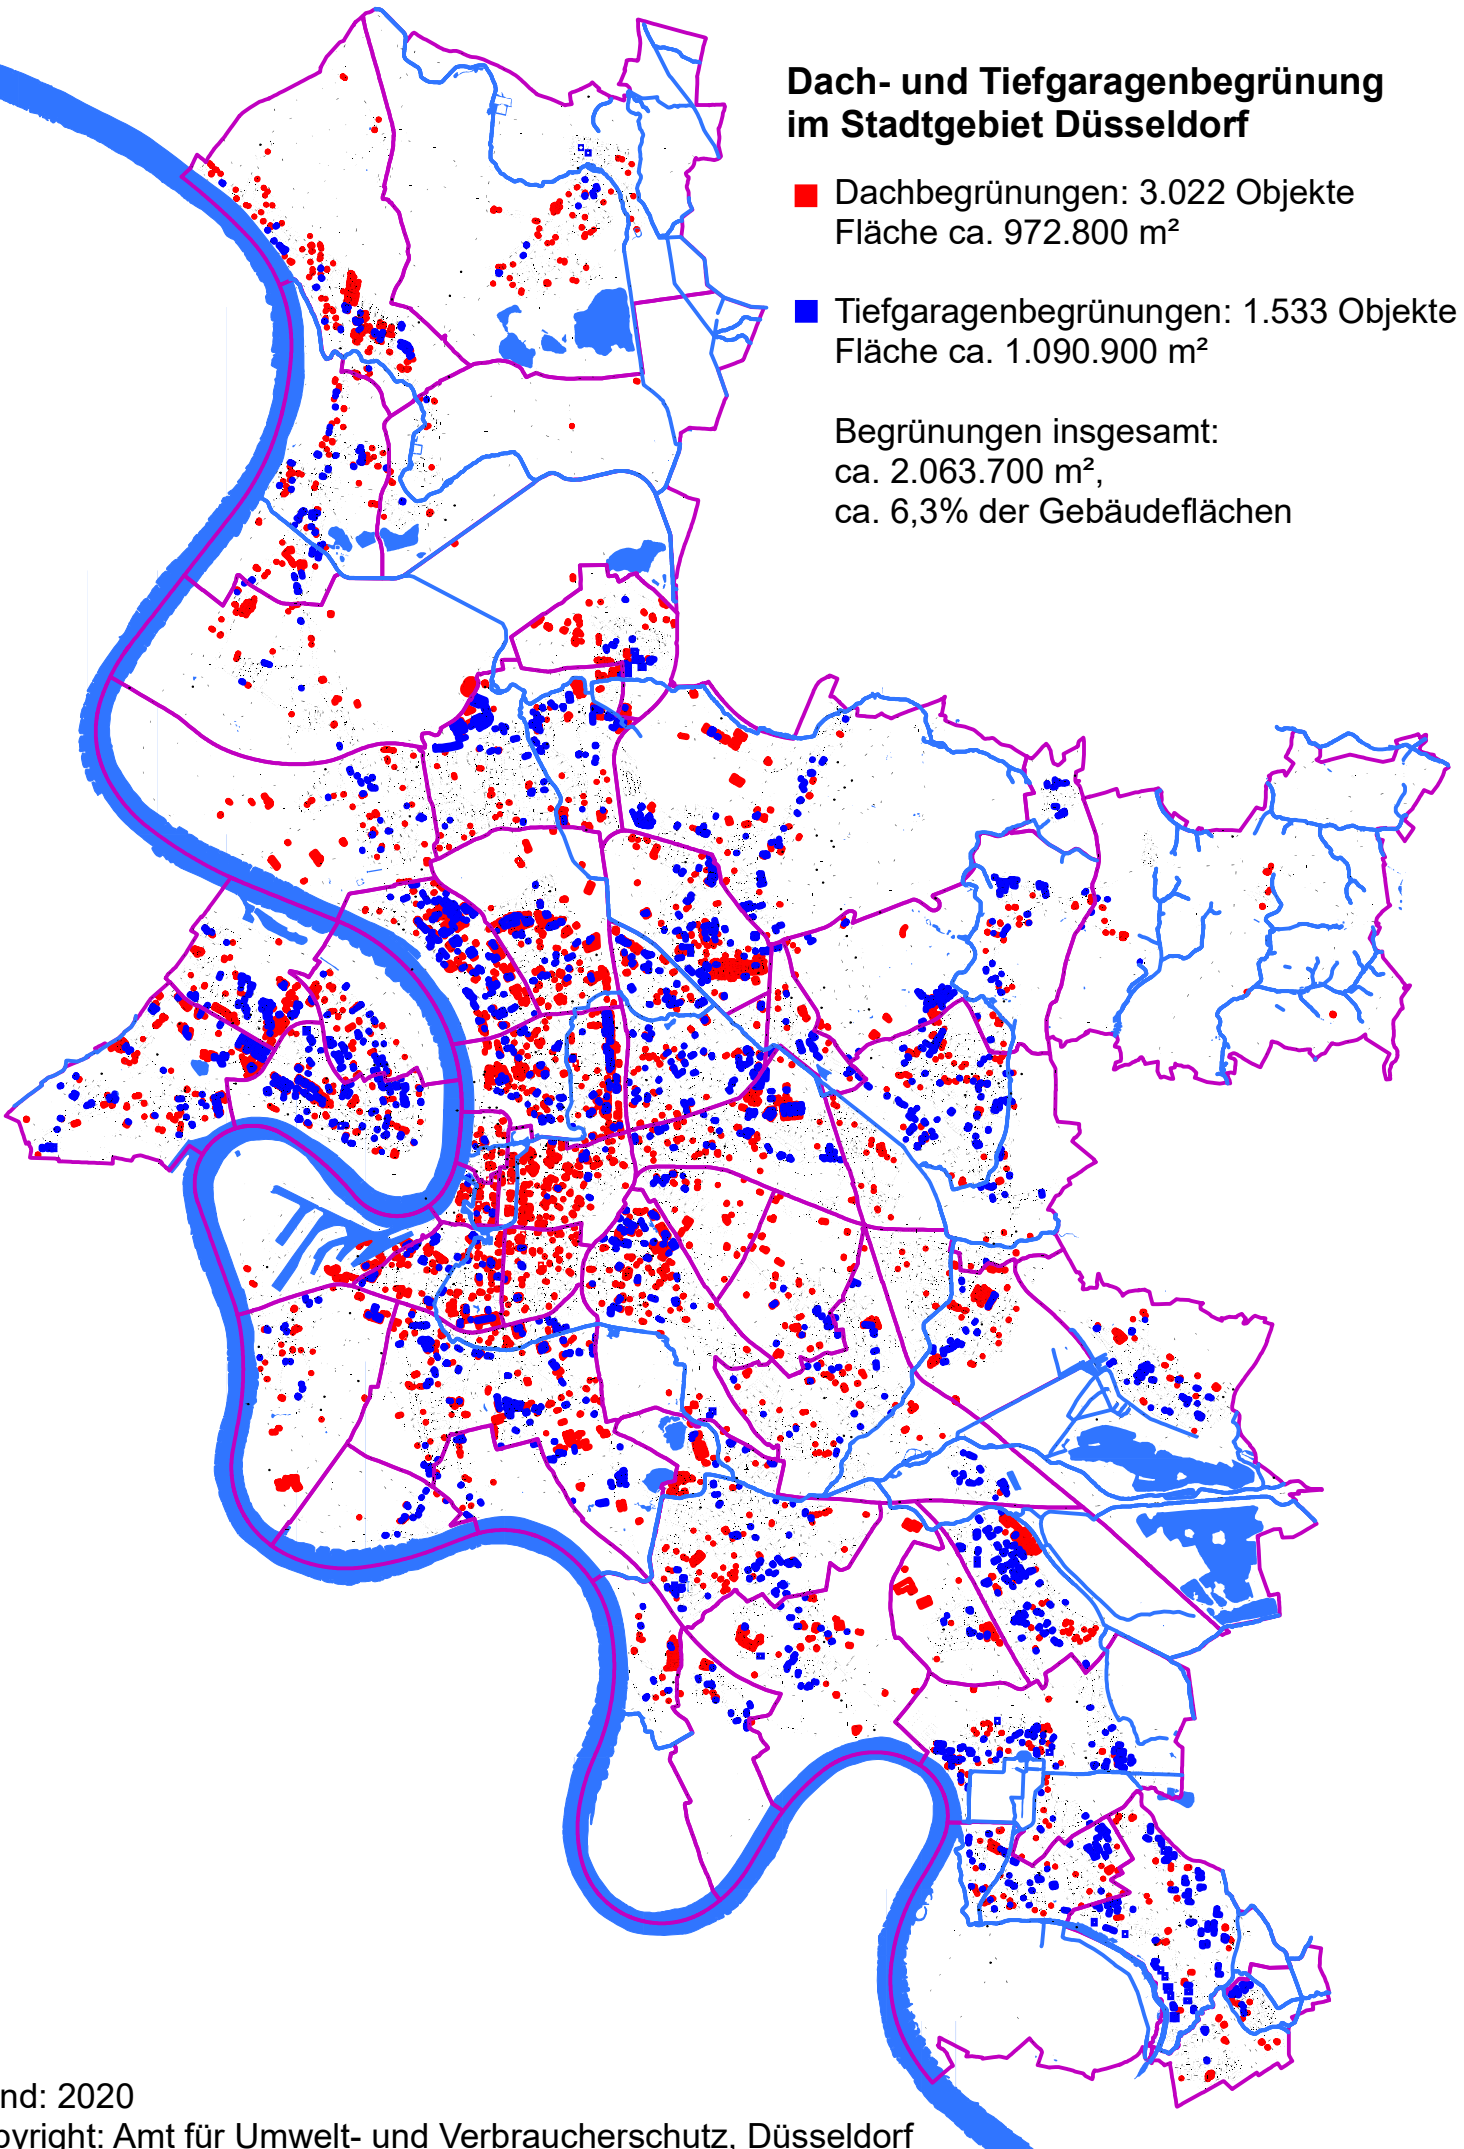 Dach- und Tiefgaragenbegrünung
im Stadtgebiet Düsseldorf
Dachbegrünungen: 3.022 Objekte
Fläche ca. 972.800 m²
Tiefgaragenbegrünungen: 1.533 Objekte
Fläche ca. 1.090.900 m²
Begrünungen insgesamt:
ca. 2.063.700 m²,
ca. 6,3% der Gebäudeflächen
nd: 2020
pyright: Amt für Umwelt- und Verbraucherschutz, Düsseldorf